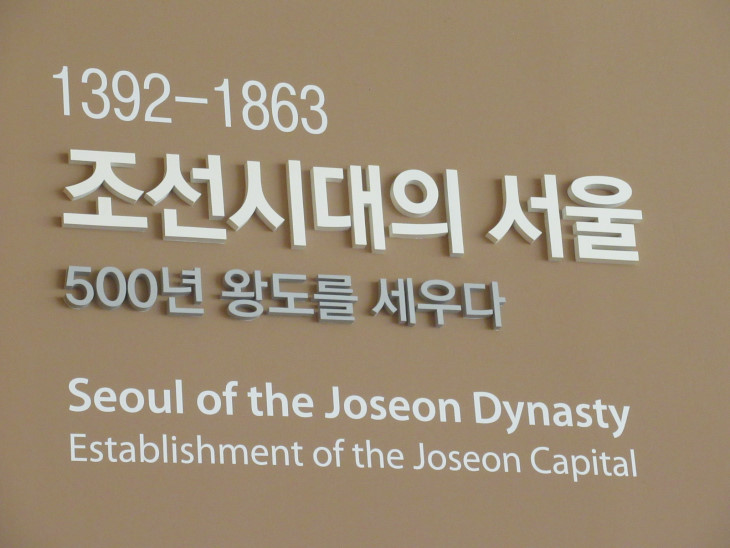 1392–1863
조선시대의 서울
500년 왕도를 세우다
Seoul of the Joseon Dynasty
Establishment of the Joseon Capital